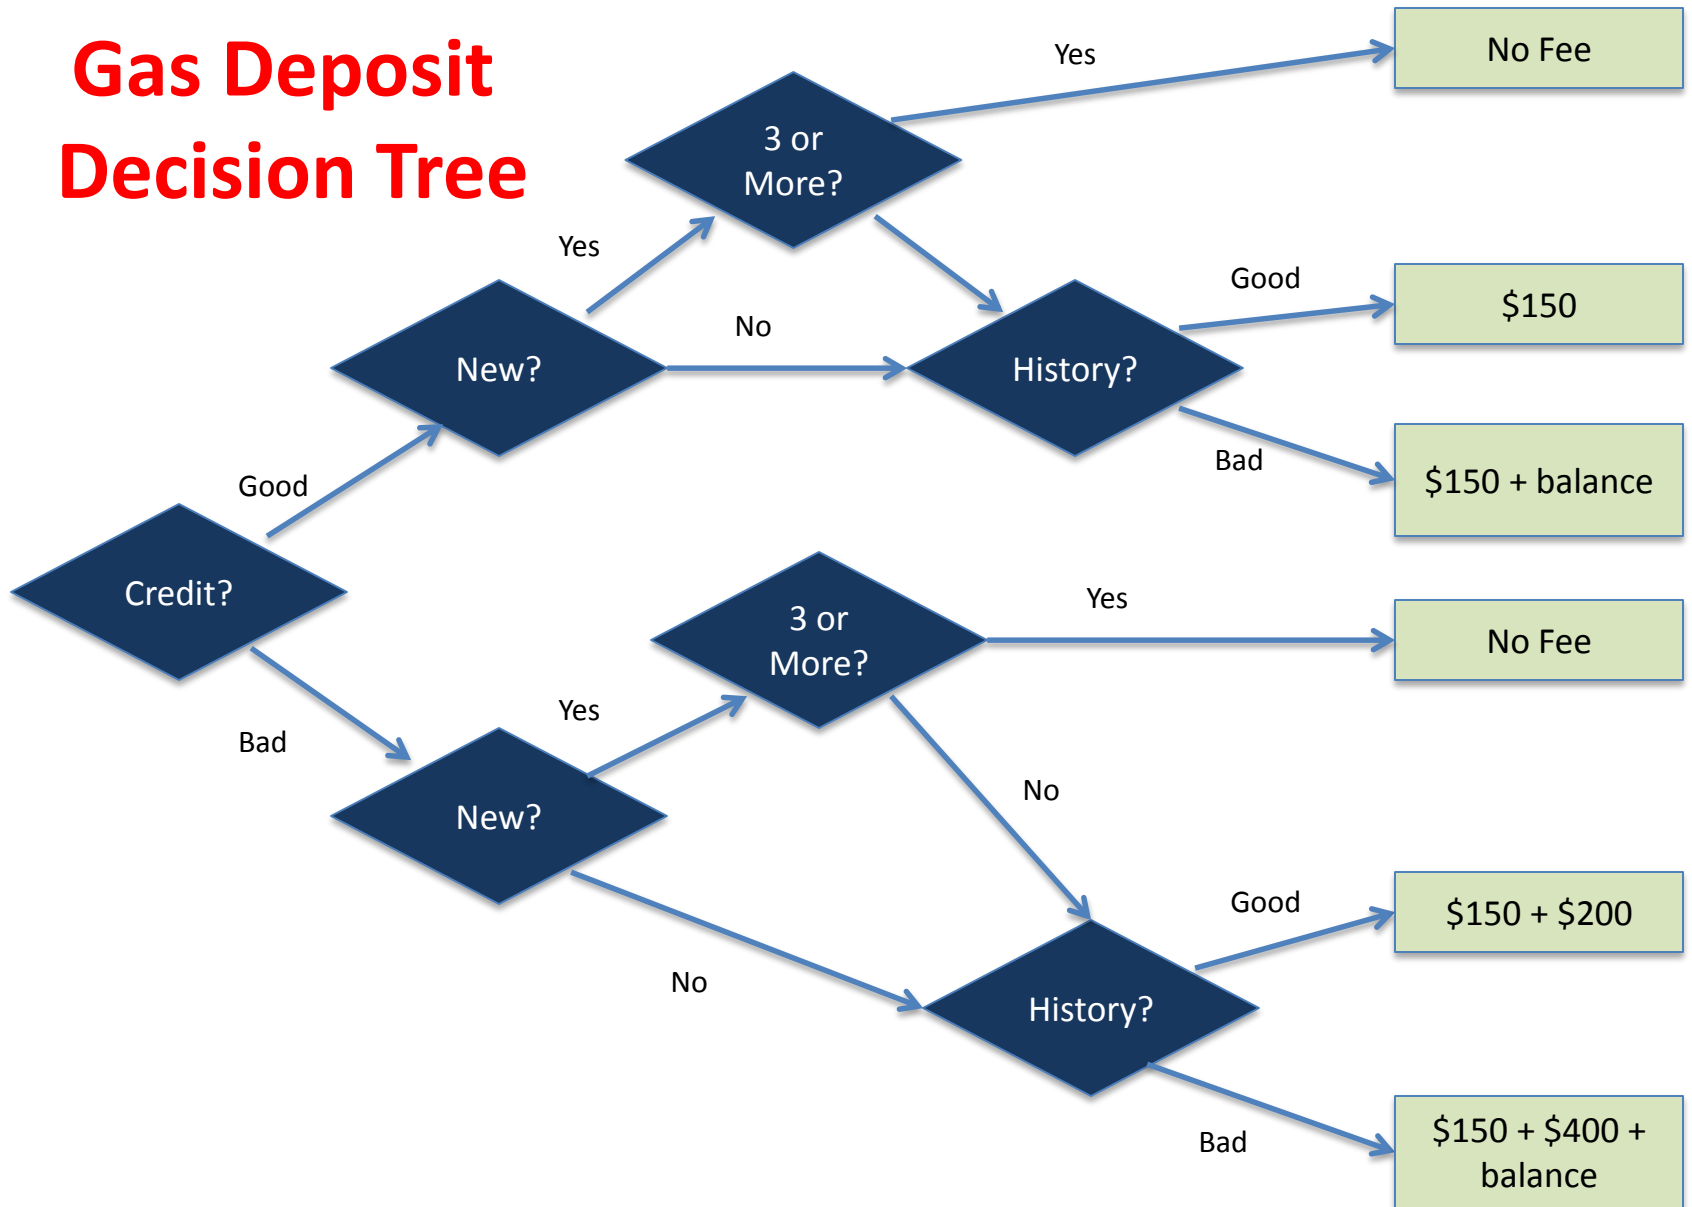 Gas Deposit
Decision Tree
Yes
No Fee
3 or
More?
Yes
Good
$150
No
New?
History?
Good
Bad
$150 + balance
Credit?
3 or
More?
Yes
No Fee
Yes
Bad
No
New?
Good
$150 + $200
No
History?
Bad
$150 + $400 +
balance